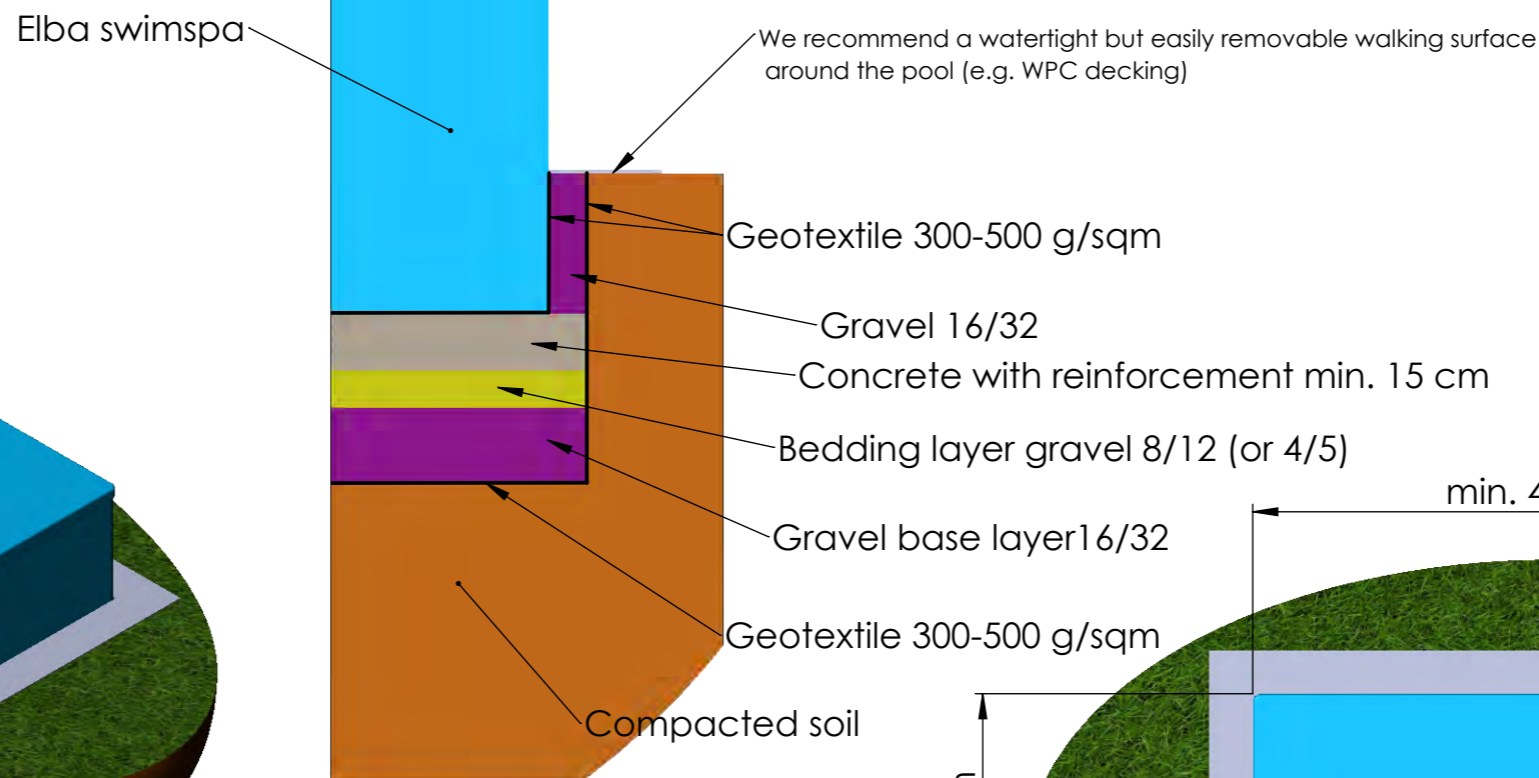 Elba swimspa
We recommend a watertight but easily removable walking surface
around the pool (e.g. WPC decking)
Geotextile 300-500 g/sqm
Gravel 16/32
Concrete with reinforcement min. 15 cm
Bedding layer gravel 8/12 (or 4/5)
min. 4
Gravel base layer16/32
Geotextile 300-500 g/sqm
Compacted soil